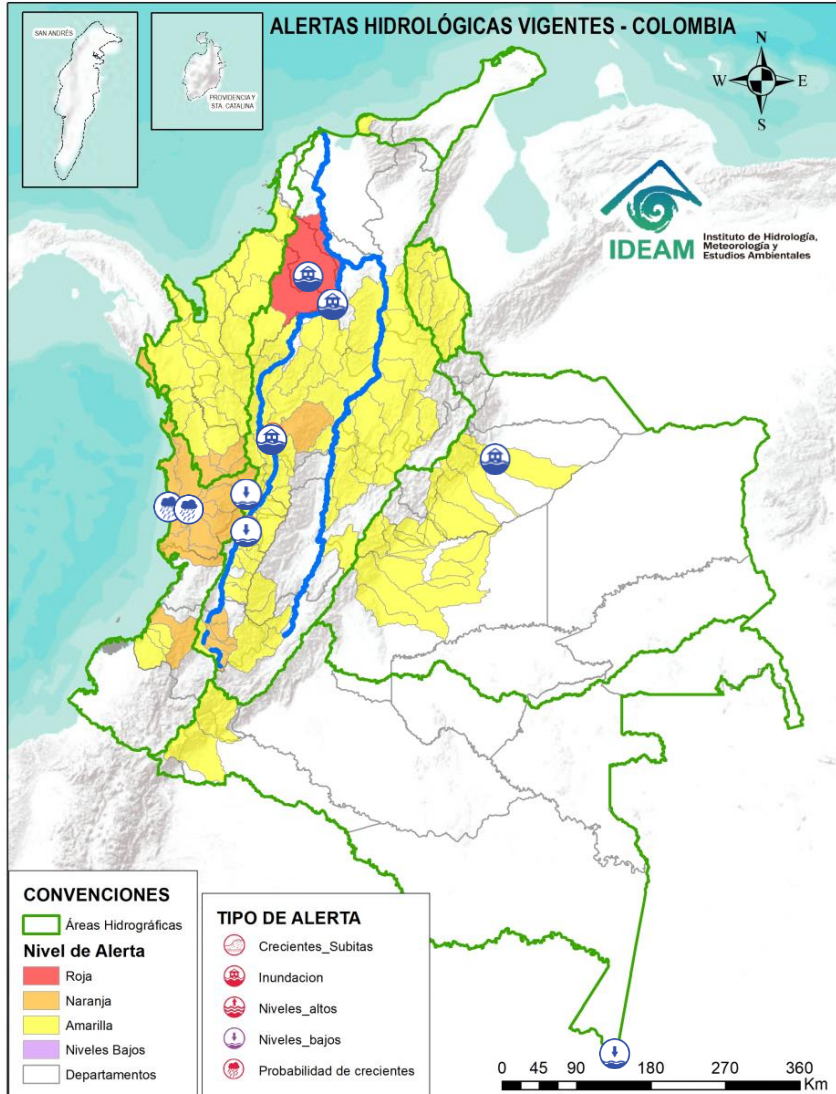 ALERTAS HIDROLÓGICAS VIGENTES - COLOMBIA
SAN ANDRÉS
PROVIDENCIA Y
STA. CATALINA
N
W
E
S
IDEAM
Instituto de Hidrología,
Meteorología y
Estudios Ambientales
CONVENCIONES
Áreas Hidrográficas
Nivel de Alerta
Roja
Naranja
Amarilla
Niveles Bajos
Departamentos
TIPO DE ALERTA
Crecientes_Subitas
Inundacion
Niveles_altos
Niveles_bajos
Probabilidad de crecientes
0 45 90 180 270 360
Km